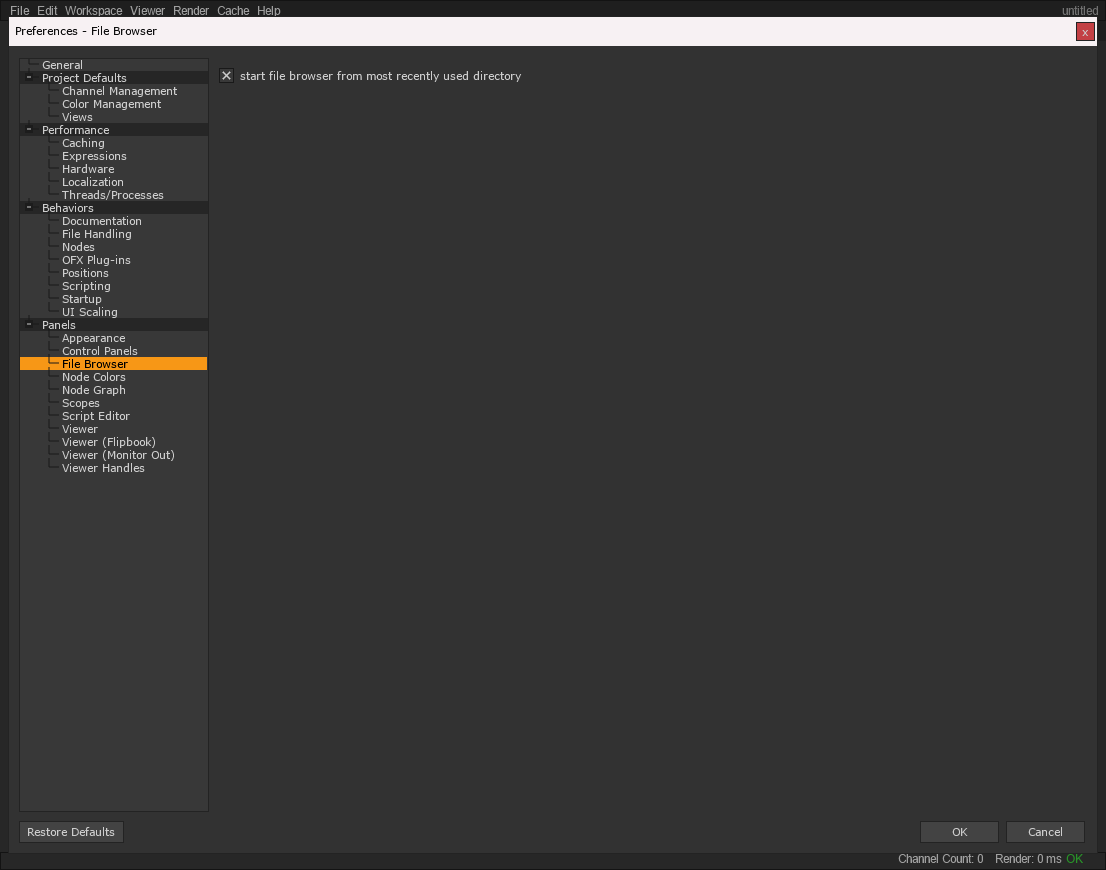 File Edit Workspace Viewer Render Cache Help untitled
Preferences - File Browser x
General
- Project Defaults
Channel Management
Color Management
Views
- Performance
Caching
Expressions
Hardware
Localization
Threads/Processes
- Behaviors
Documentation
File Handling
Nodes
OFX Plug-ins
Positions
Scripting
Startup
UI Scaling
- Panels
Appearance
Control Panels
File Browser
Node Colors
Node Graph
Scopes
Script Editor
Viewer
Viewer (Flipbook)
Viewer (Monitor Out)
Viewer Handles
start file browser from most recently used directory
Restore Defaults OK Cancel
Channel Count: 0 Render: 0 ms OK